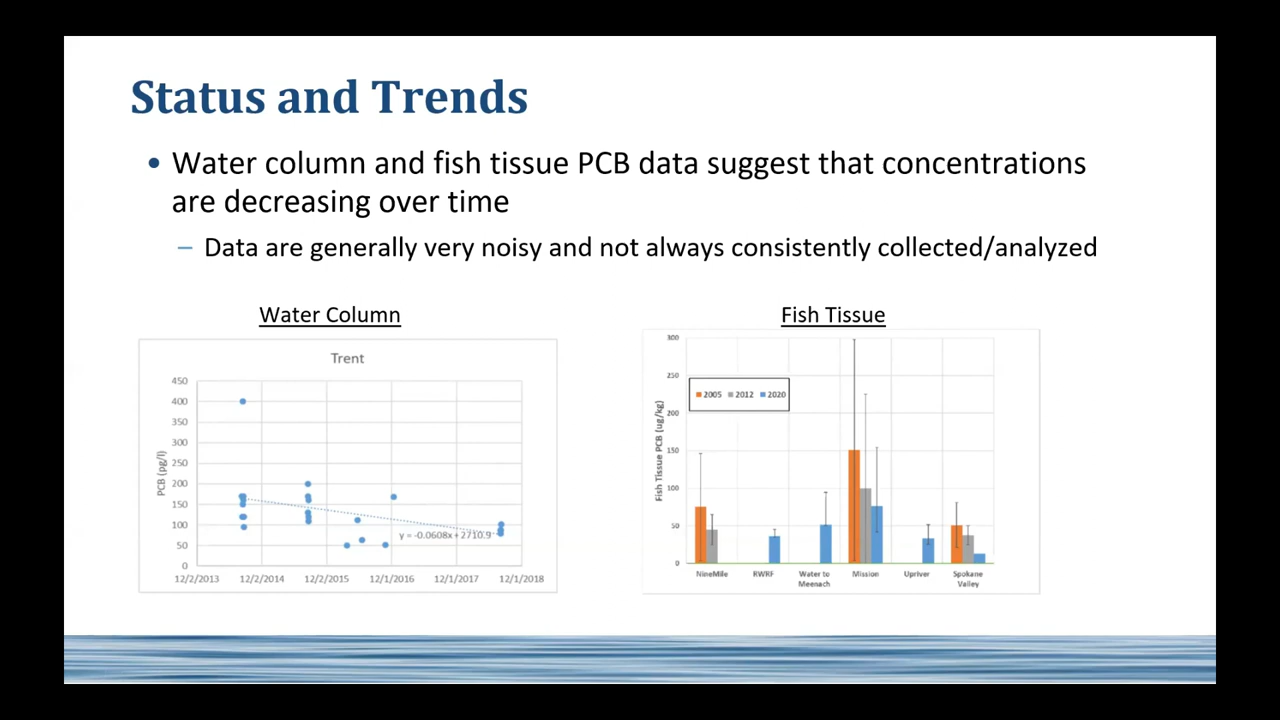 Status and Trends
• Water column and fish tissue PCB data suggest that concentrations
are decreasing over time
– Data are generally very noisy and not always consistently collected/analyzed
Water Column
Trent
PCB (pg/l)
450
400
350
300
250
200
150
100
50
0
y = -0.0608x + 2710.9
12/2/2013 12/2/2014 12/2/2015 12/1/2016 12/1/2017 12/1/2018
Fish Tissue
Fish Tissue PCB (ug/kg)
300
250
200
150
100
50
0
2005 2012 2020
NineMile RWRF Water to Mission Upriver Spokane
Meenach Valley